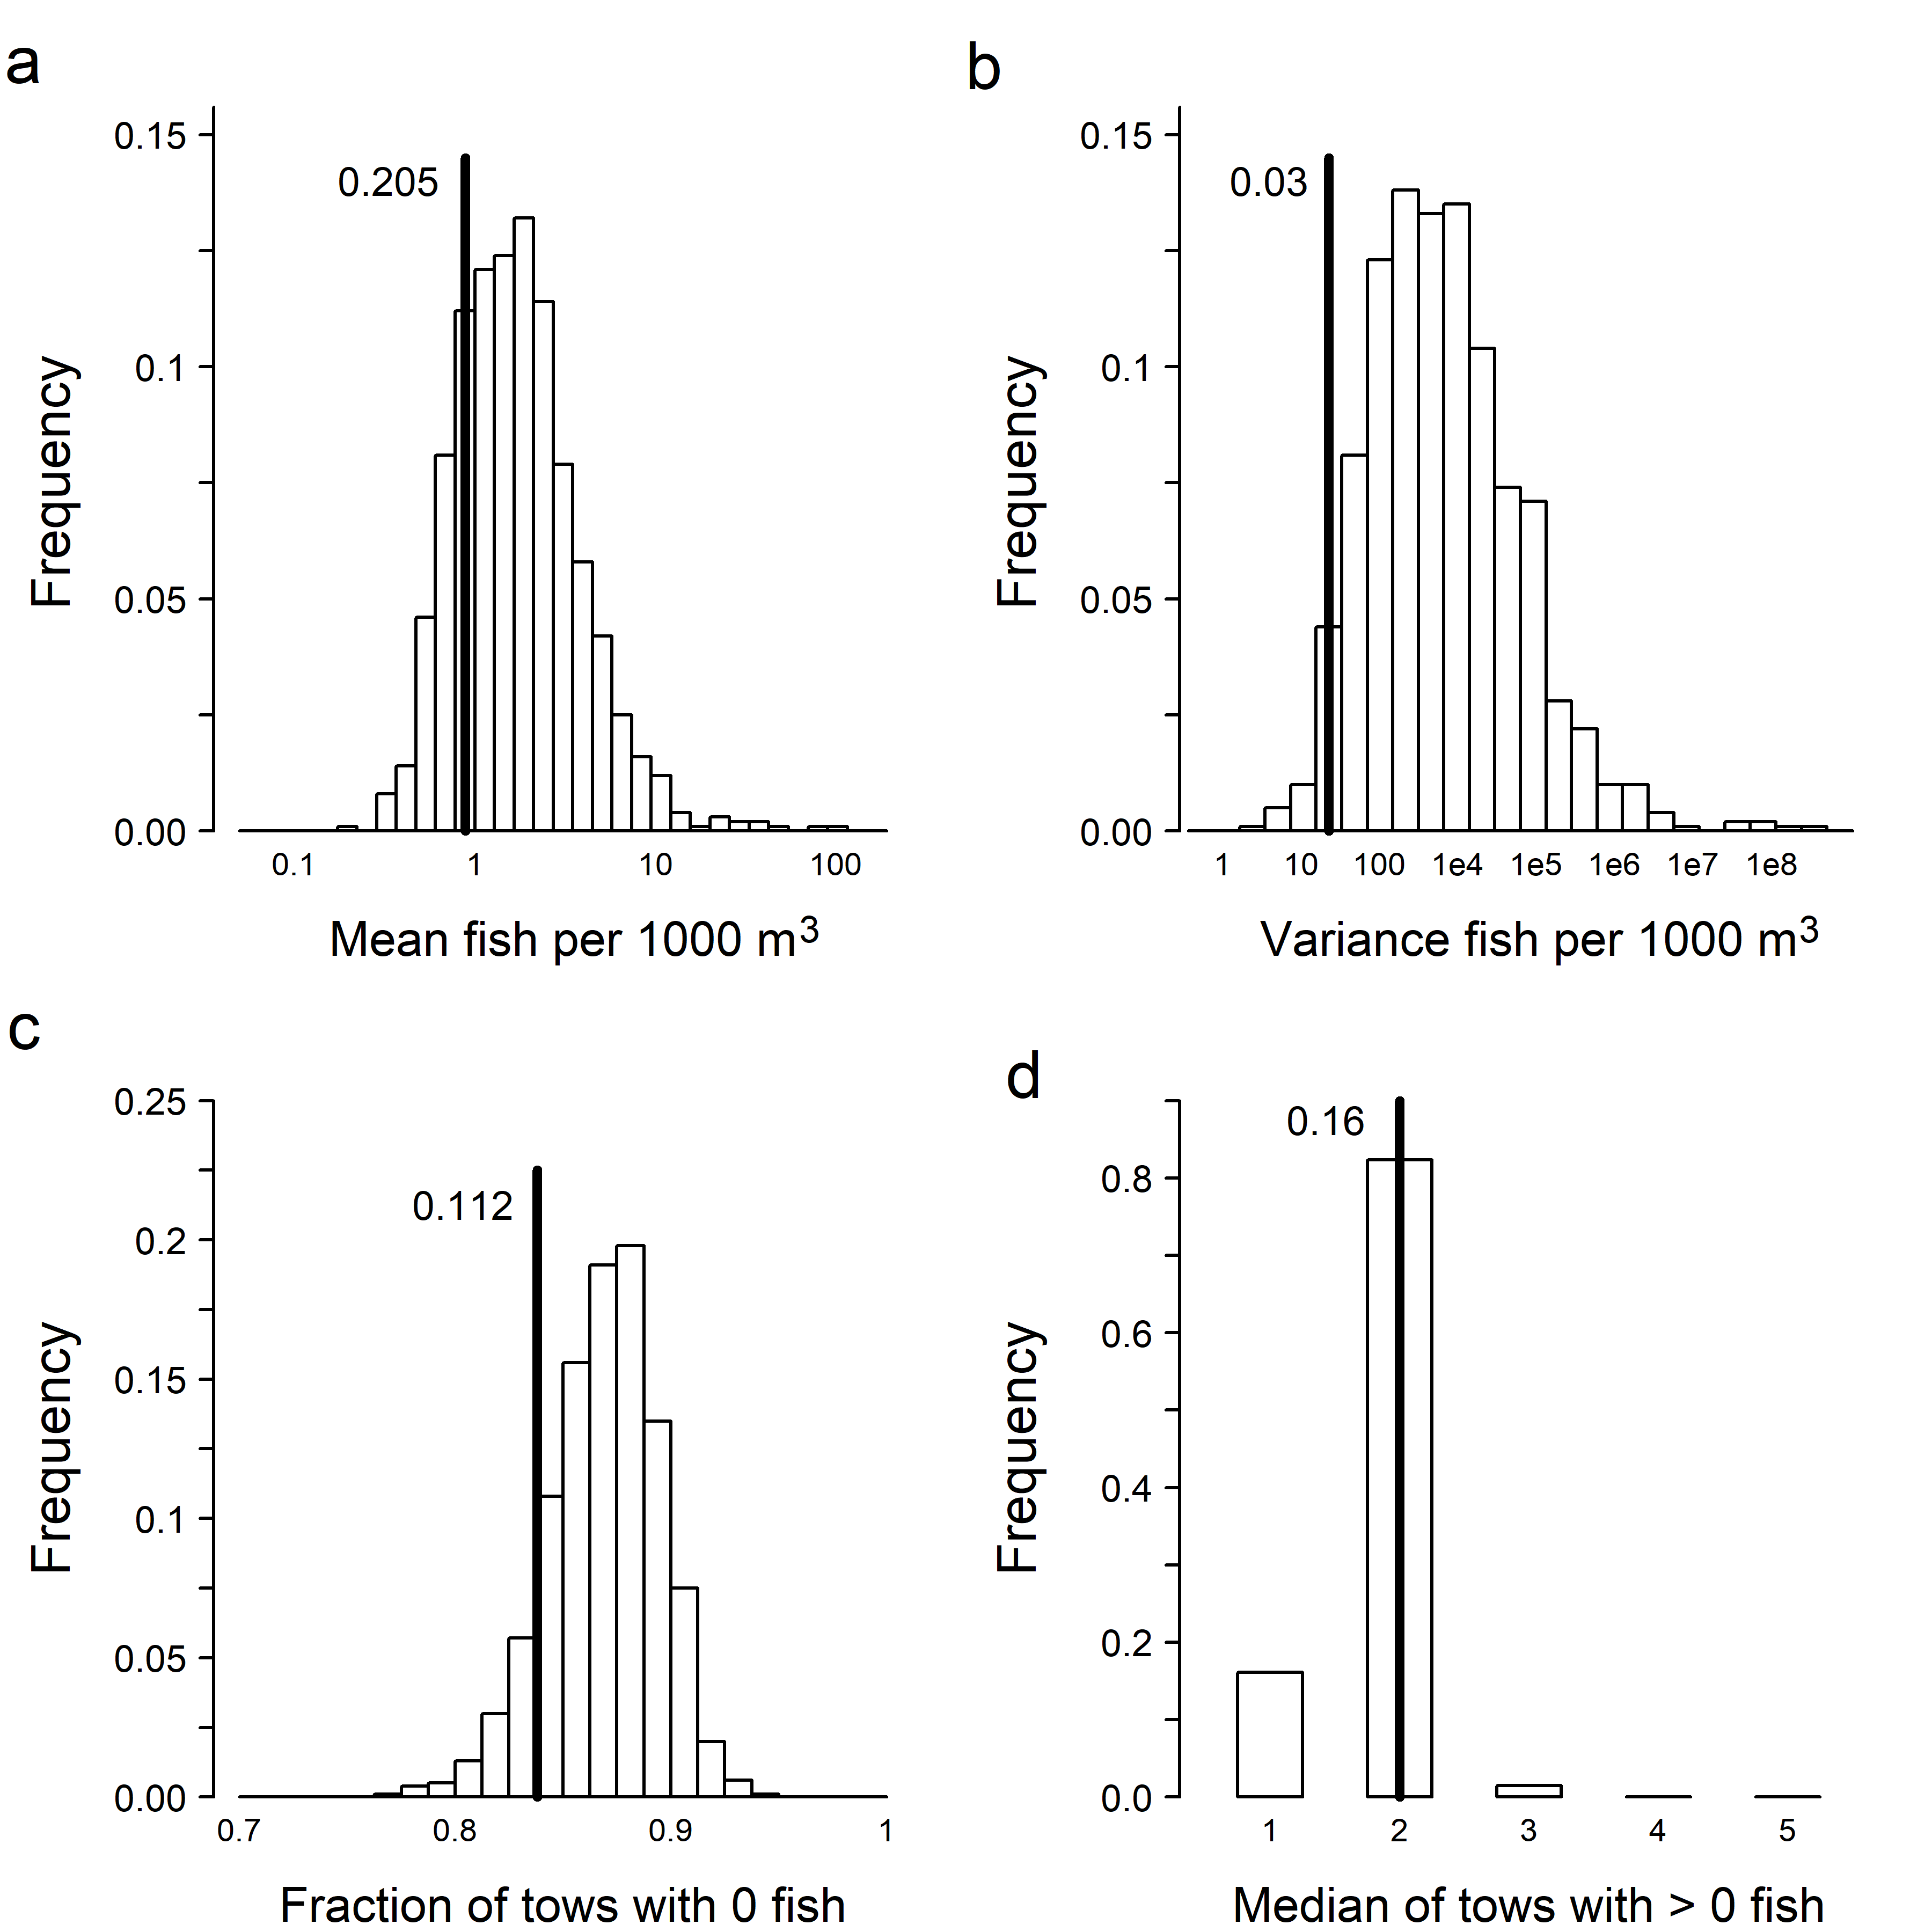 a
0.15
0.1
0.05
0.00
Frequency
0.205
0.1 1 10 100
Mean fish per 1000 m3
b
0.15
0.1
0.05
0.00
Frequency
0.03
1 10 100 1e4 1e5 1e6 1e7 1e8
Variance fish per 1000 m3
c
0.25
0.2
0.15
0.1
0.05
0.00
Frequency
0.112
0.7 0.8 0.9 1
Fraction of tows with 0 fish
d
0.8
0.6
0.4
0.2
0.0
Frequency
0.16
1 2 3 4 5
Median of tows with > 0 fish